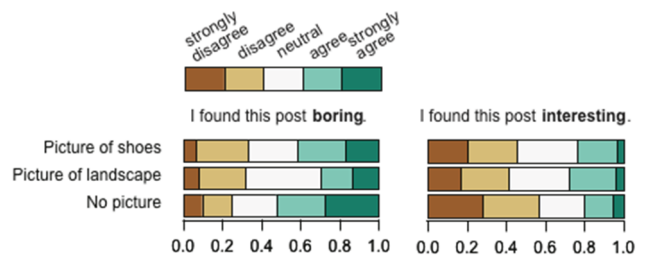 strongly disagree
disagree
neutral
agree
strongly agree
I found this post boring.
I found this post interesting.
Picture of shoes
Picture of landscape
No picture
0.0 0.2 0.4 0.6 0.8 1.0
0.0 0.2 0.4 0.6 0.8 1.0